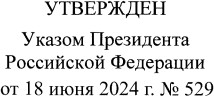 УТВЕРЖДЕН
Указом Президента
Российской Федерации
от 18 июня 2024 г. № 529